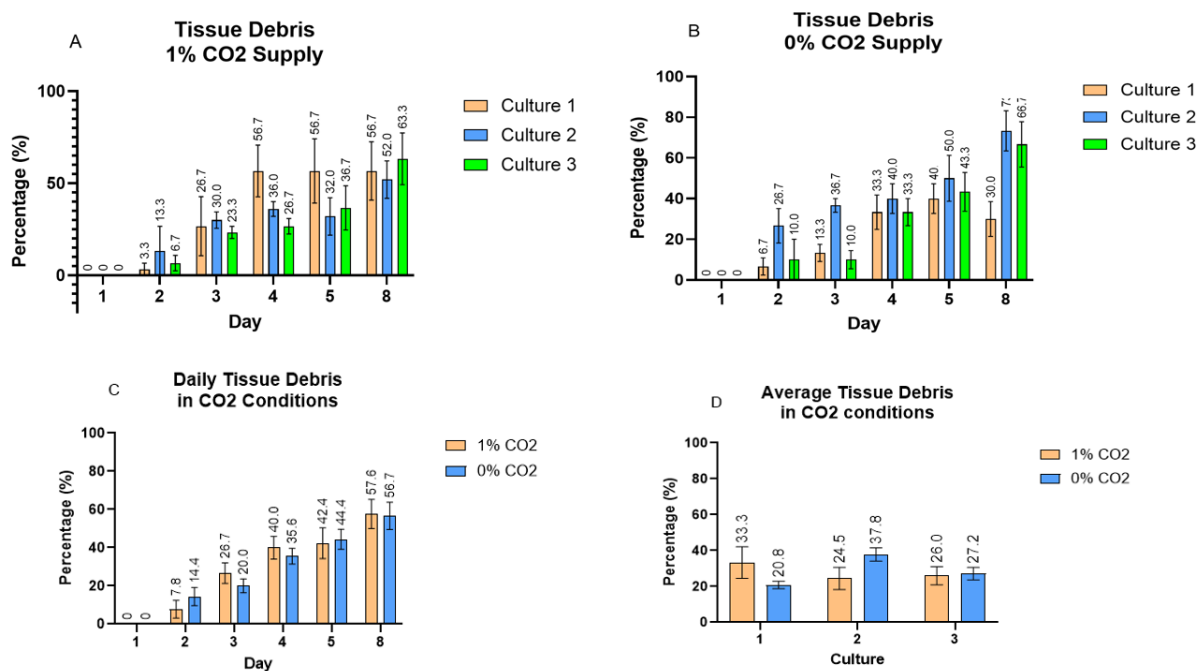 A
Tissue Debris
1% CO2 Supply
Percentage (%)
100
50
0
0 0 0
3.3 13.3 6.7
26.7 30.0 23.3
56.7 36.0 26.7
56.7 32.0 36.7
56.7 52.0 63.3
1 2 3 4 5 8
Day
Culture 1
Culture 2
Culture 3
B
Tissue Debris
0% CO2 Supply
Percentage (%)
100
80
60
40
20
0
0 0 0
6.7 26.7 10.0
13.3 36.7 10.0
33.3 40.0 33.3
40 50.0 43.3
30.0 66.7
1 2 3 4 5 8
Day
Culture 1
Culture 2
Culture 3
C
Daily Tissue Debris
in CO2 Conditions
Percentage (%)
100
80
60
40
20
0
0 0
7.8 14.4
26.7 20.0
40.0 35.6
42.4 44.4
57.6 56.7
1 2 3 4 5 8
Day
1% CO2
0% CO2
D
Average Tissue Debris
in CO2 conditions
Percentage (%)
100
80
60
40
20
0
33.3 20.8
24.5 37.8
26.0 27.2
1 2 3
Culture
1% CO2
0% CO2